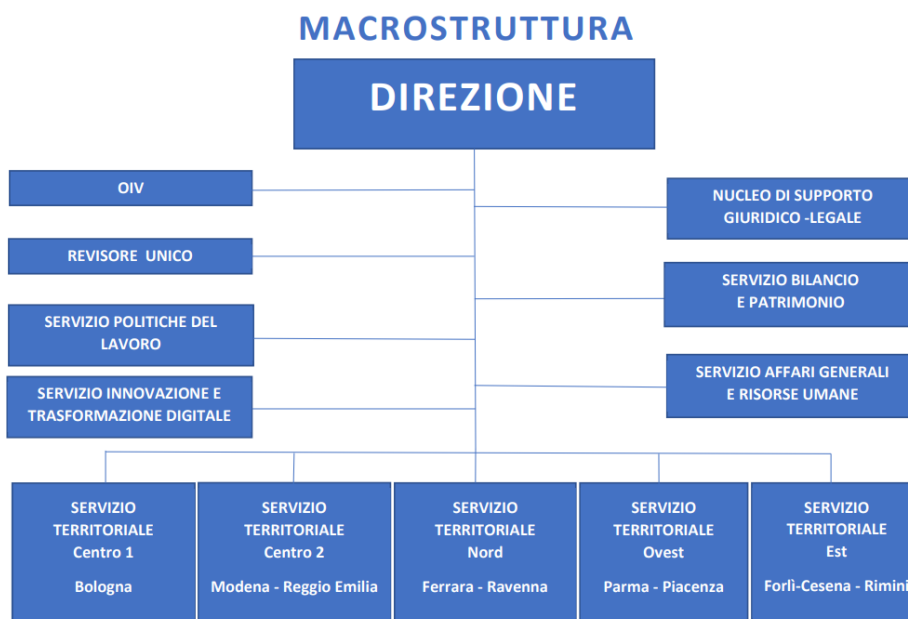 MACROSTRUTTURA
DIREZIONE
OIV
REVISORE UNICO
SERVIZIO POLITICHE DEL
LAVORO
SERVIZIO INNOVAZIONE E
TRASFORMAZIONE DIGITALE
NUCLEO DI SUPPORTO
GIURIDICO -LEGALE
SERVIZIO BILANCIO
E PATRIMONIO
SERVIZIO AFFARI GENERALI
E RISORSE UMANE
SERVIZIO
TERRITORIALE
Centro 1
Bologna
SERVIZIO
TERRITORIALE
Centro 2
Modena - Reggio Emilia
SERVIZIO
TERRITORIALE
Nord
Ferrara - Ravenna
SERVIZIO
TERRITORIALE
Ovest
Parma - Piacenza
SERVIZIO
TERRITORIALE
Est
Forlì-Cesena - Rimini